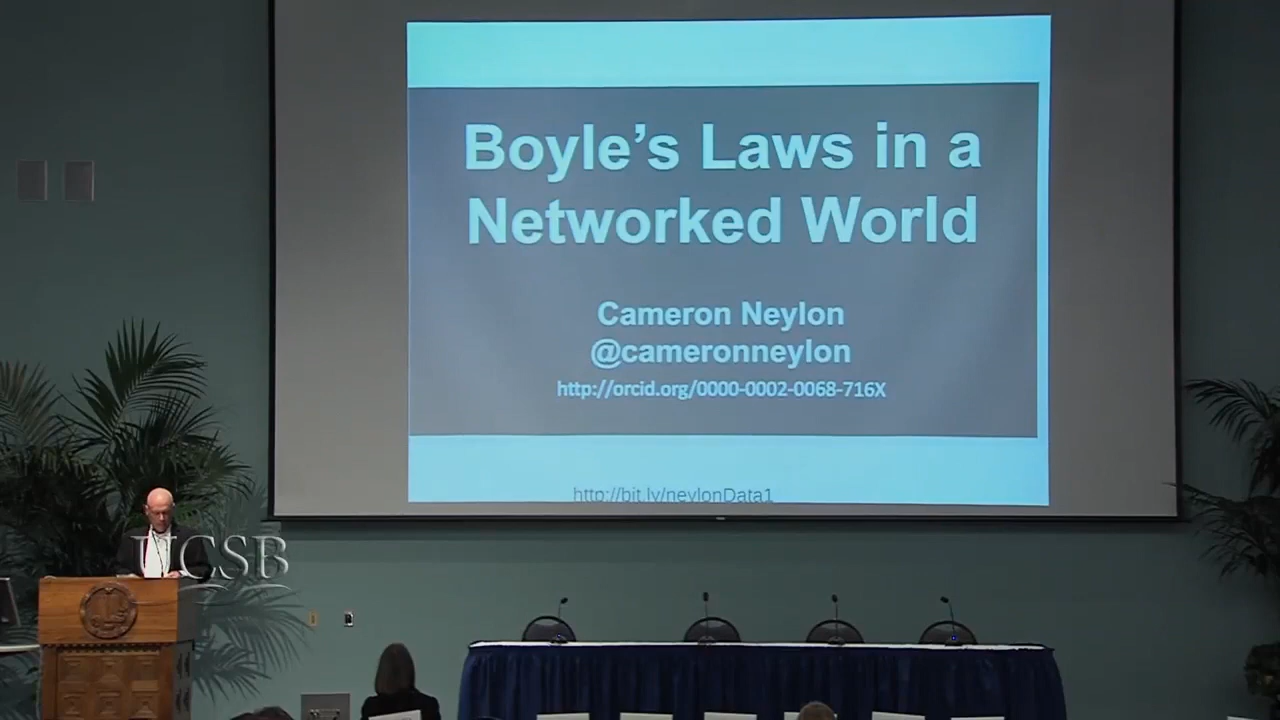 Boyle’s Laws in a
Networked World
Cameron Neylon
@cameronneylon
http://orcid.org/0000-0002-0068-716X
http://bit.ly/neylonData1
UCSB